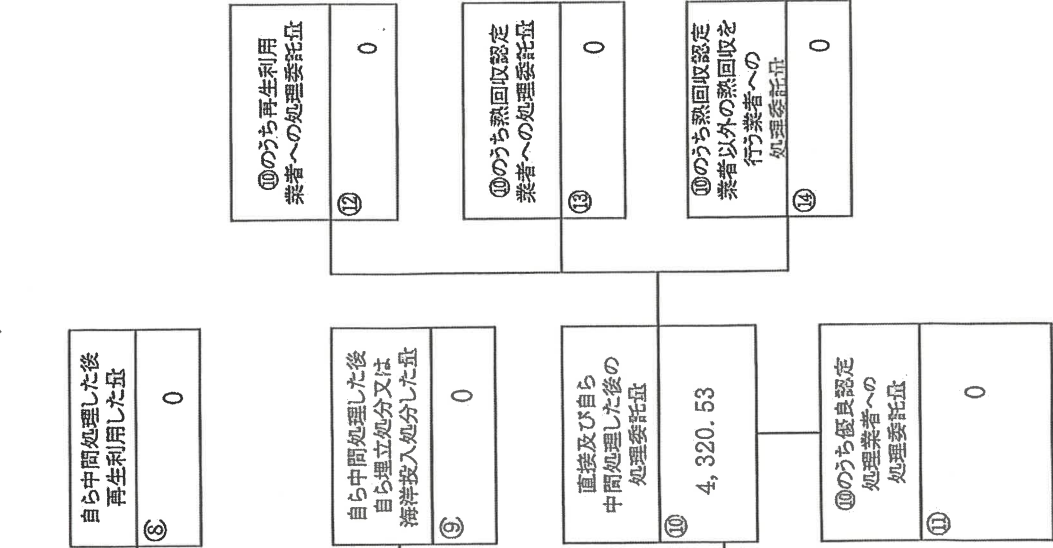 自ら中間処理した後
再生利用した量
⑧
0
自ら中間処理した後
自ら埋立処分又は
海洋投入処分した量
⑨
0
直接及び自ら
中間処理した後の
処理委託量
⑩
4,320.53
⑩のうち優良認定
処理業者への
処理委託量
⑪
0
⑩のうち再生利用
業者への処理委託量
⑫
0
⑩のうち熱回収認定
業者への処理委託量
⑬
0
⑩のうち熱回収認定
業者以外の熱回収を
行う業者への
処理委託量
⑭
0